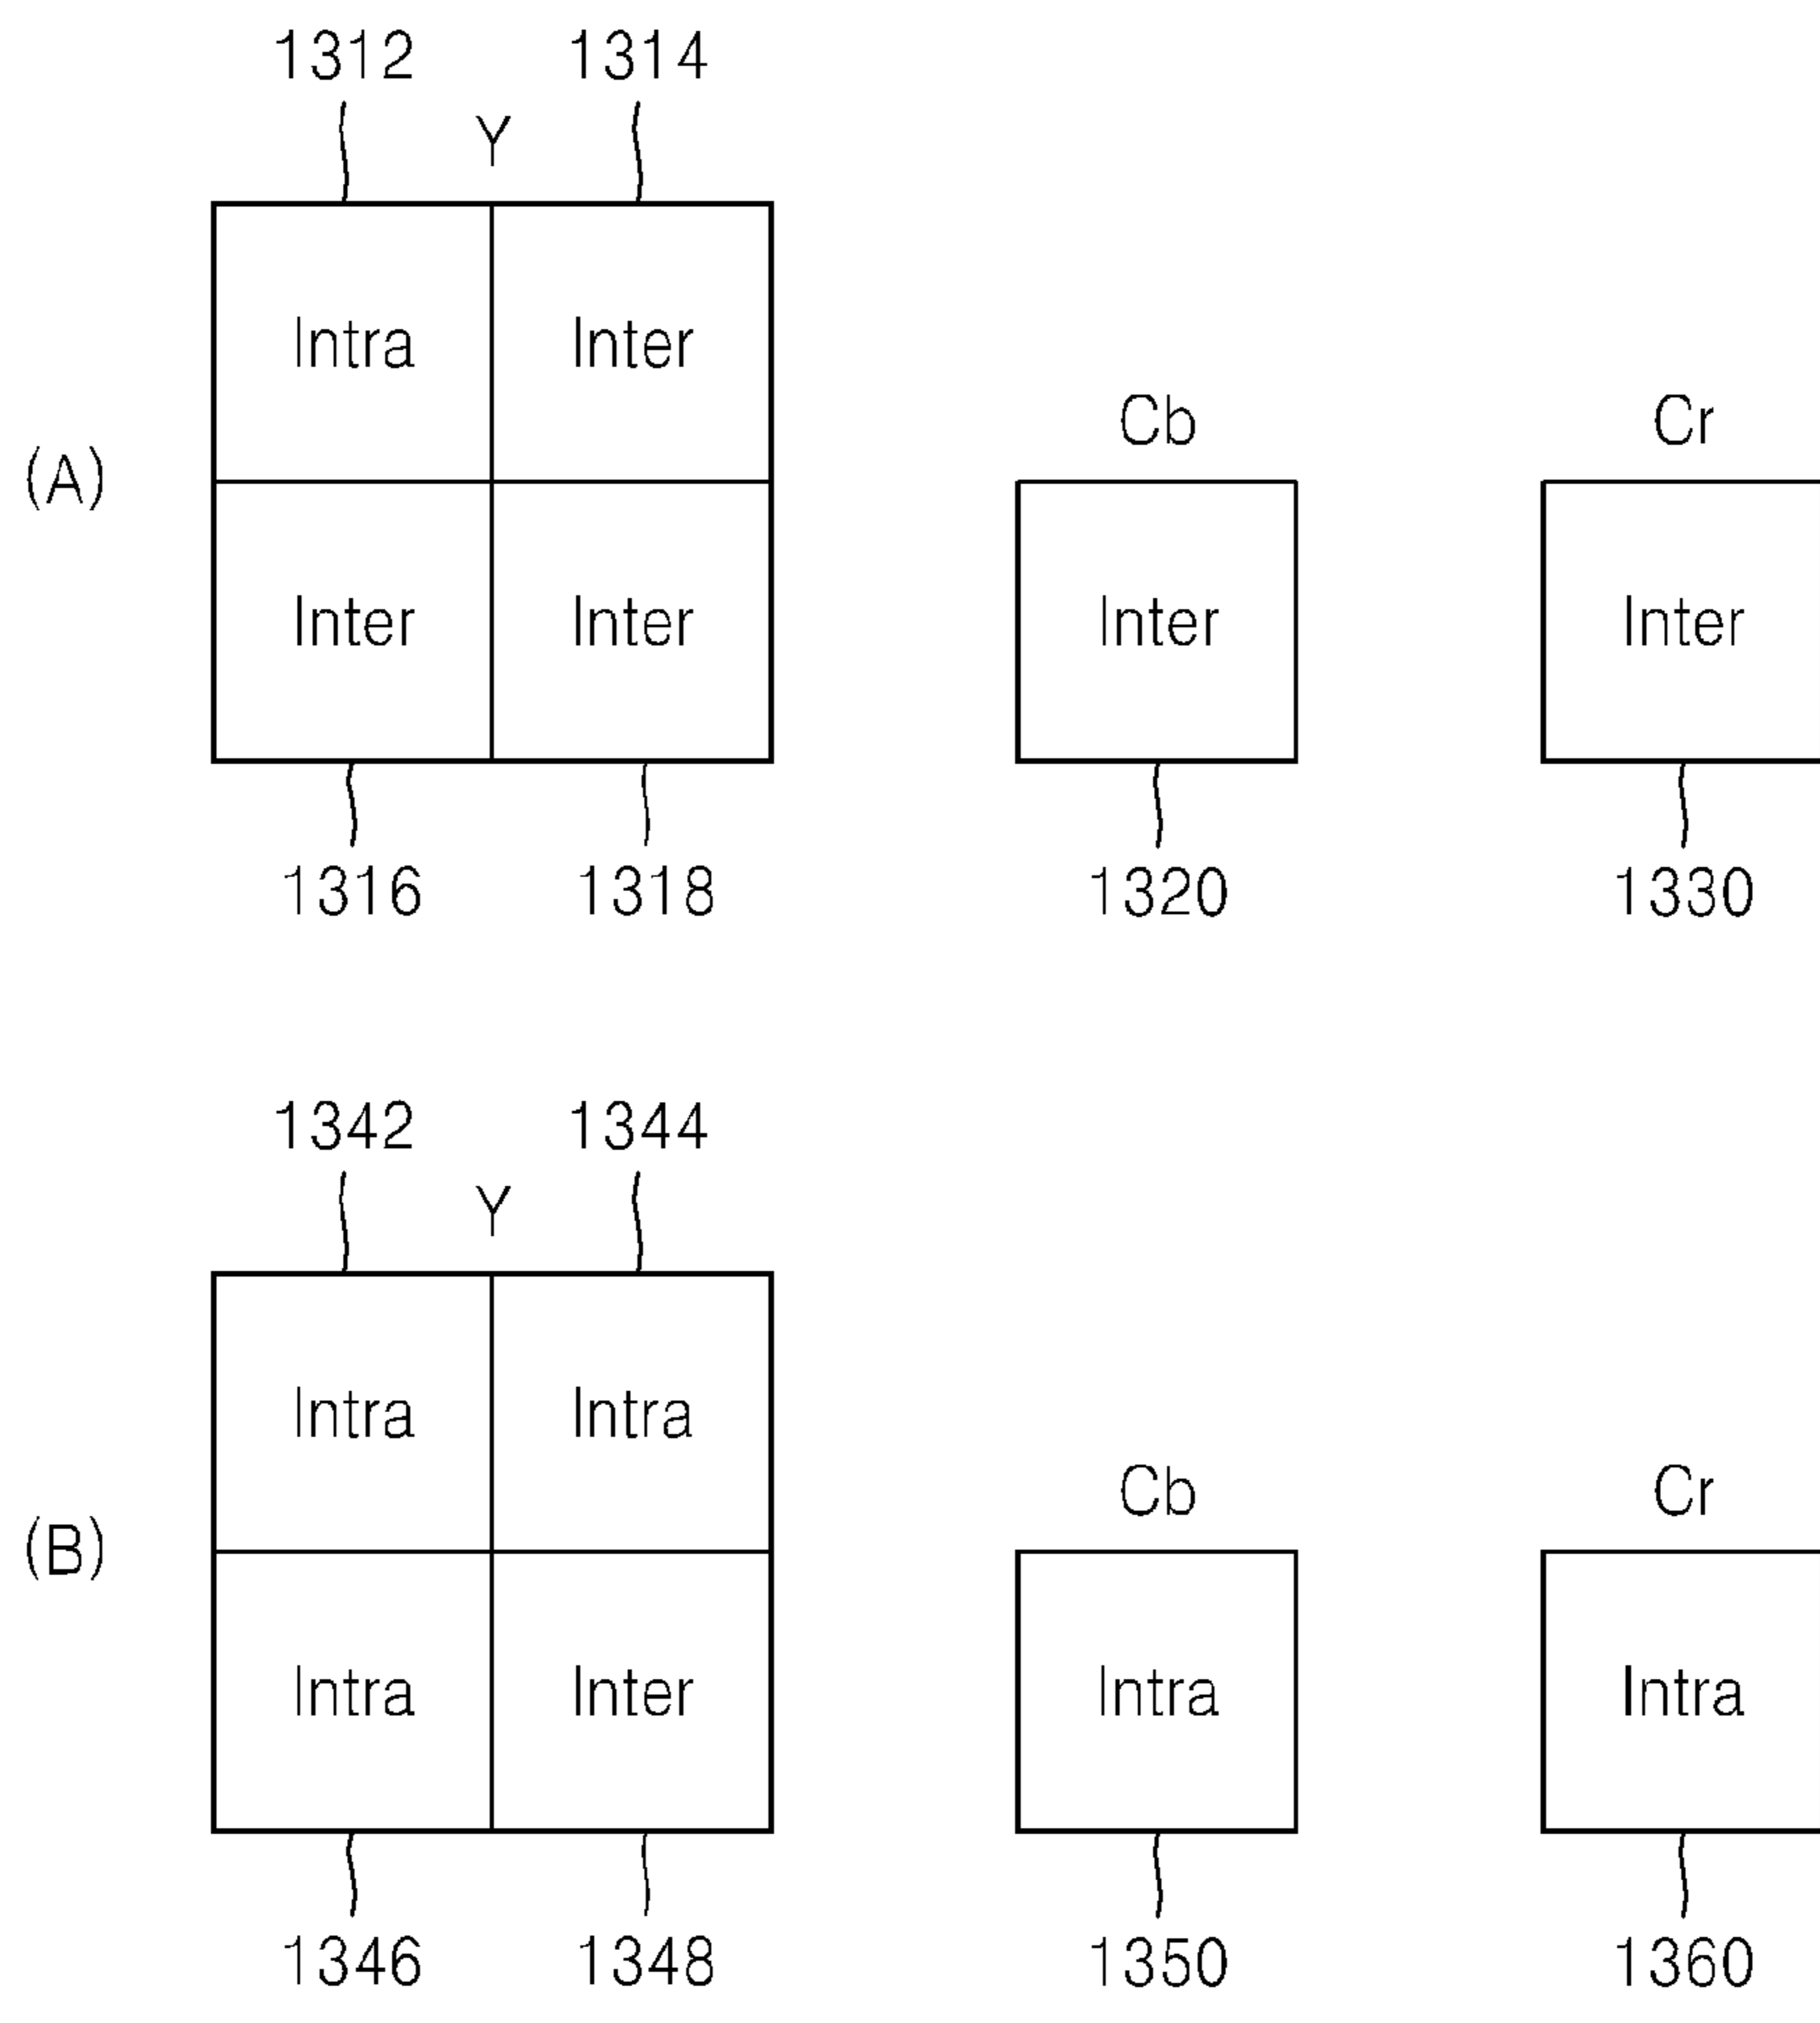 1312 1314
Y
Intra Inter
Cb Cr
(A)
Inter Inter Inter Inter
1316 1318 1320 1330
1342 1344
Y
Intra Intra
Cb Cr
(B)
Intra Inter Intra Intra
1346 1348 1350 1360